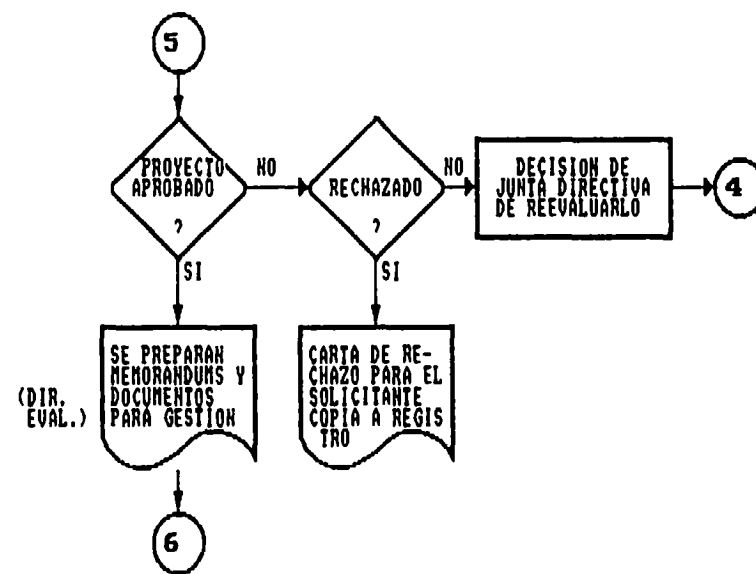 5
PROYECTO
APROBADO
?
NO
RECHAZADO
?
NO
DECISION DE
JUNTA DIRECTIVA
DE REEVALUARLO
4
SI
SI
(DIR.
EVAL.)
SE PREPARAN
MEMORANDUMS Y
DOCUMENTOS
PARA GESTION
CARTA DE RE-
CHAZO PARA EL
SOLICITANTE
COPIA A REGIS
TRO
6